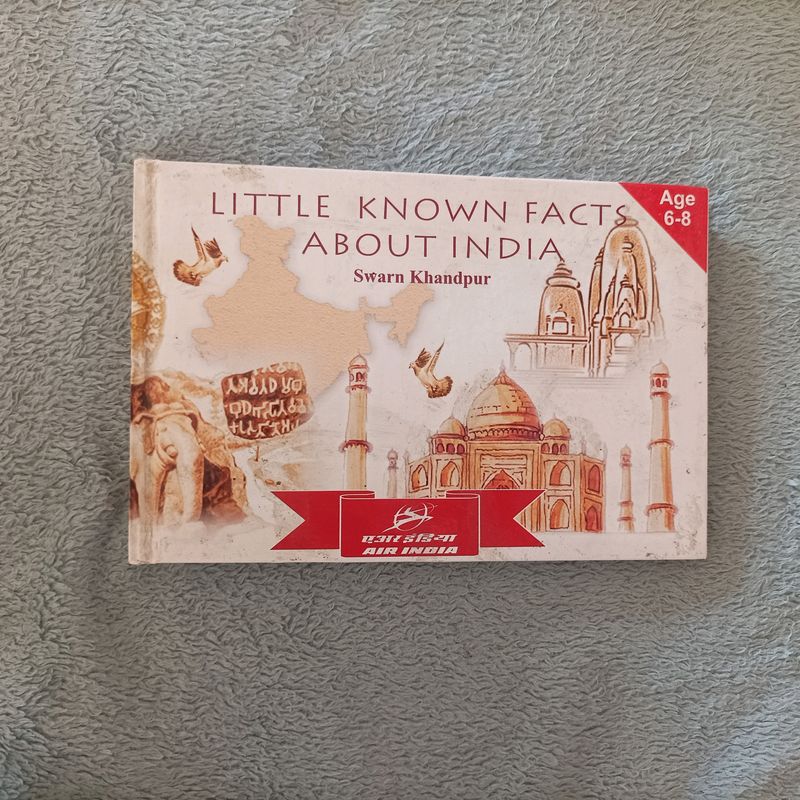 LITTLE KNOWN FACTS
ABOUT INDIA
Swarn Khandpur
Age
6-8
एअर इंडिया
AIR INDIA